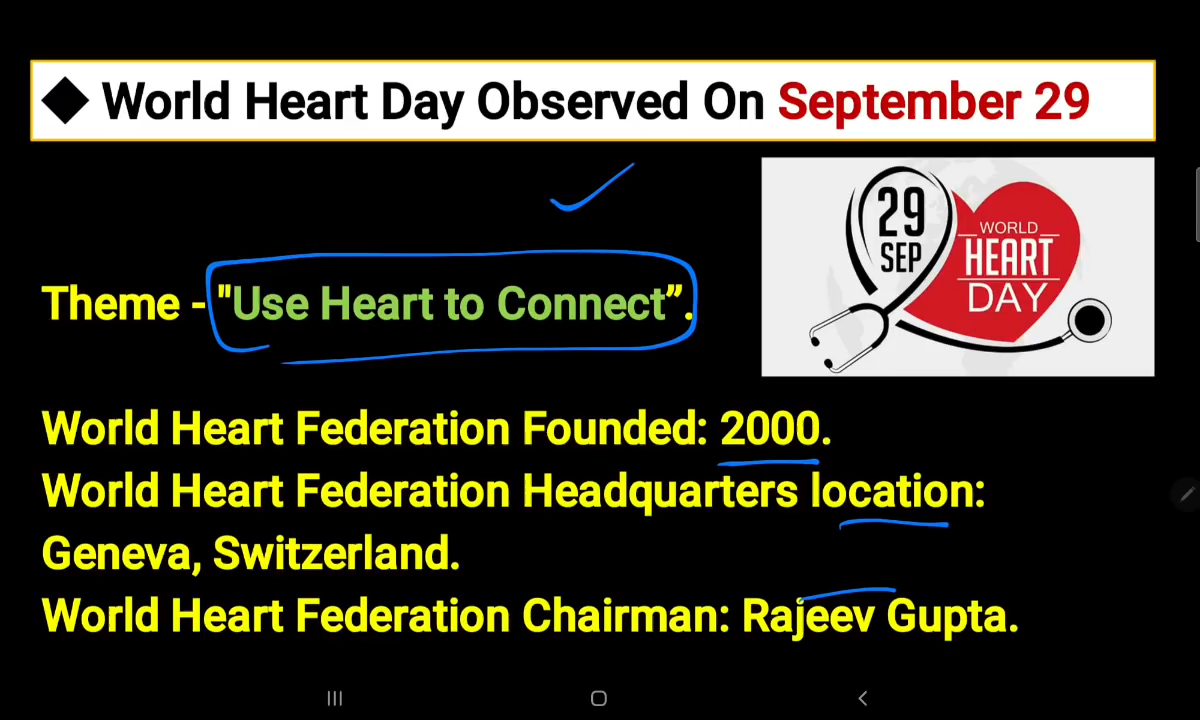 ◆ World Heart Day Observed On September 29
29
SEP
WORLD
HEART
DAY
Theme - "Use Heart to Connect”.
World Heart Federation Founded: 2000.
World Heart Federation Headquarters location:
Geneva, Switzerland.
World Heart Federation Chairman: Rajeev Gupta.